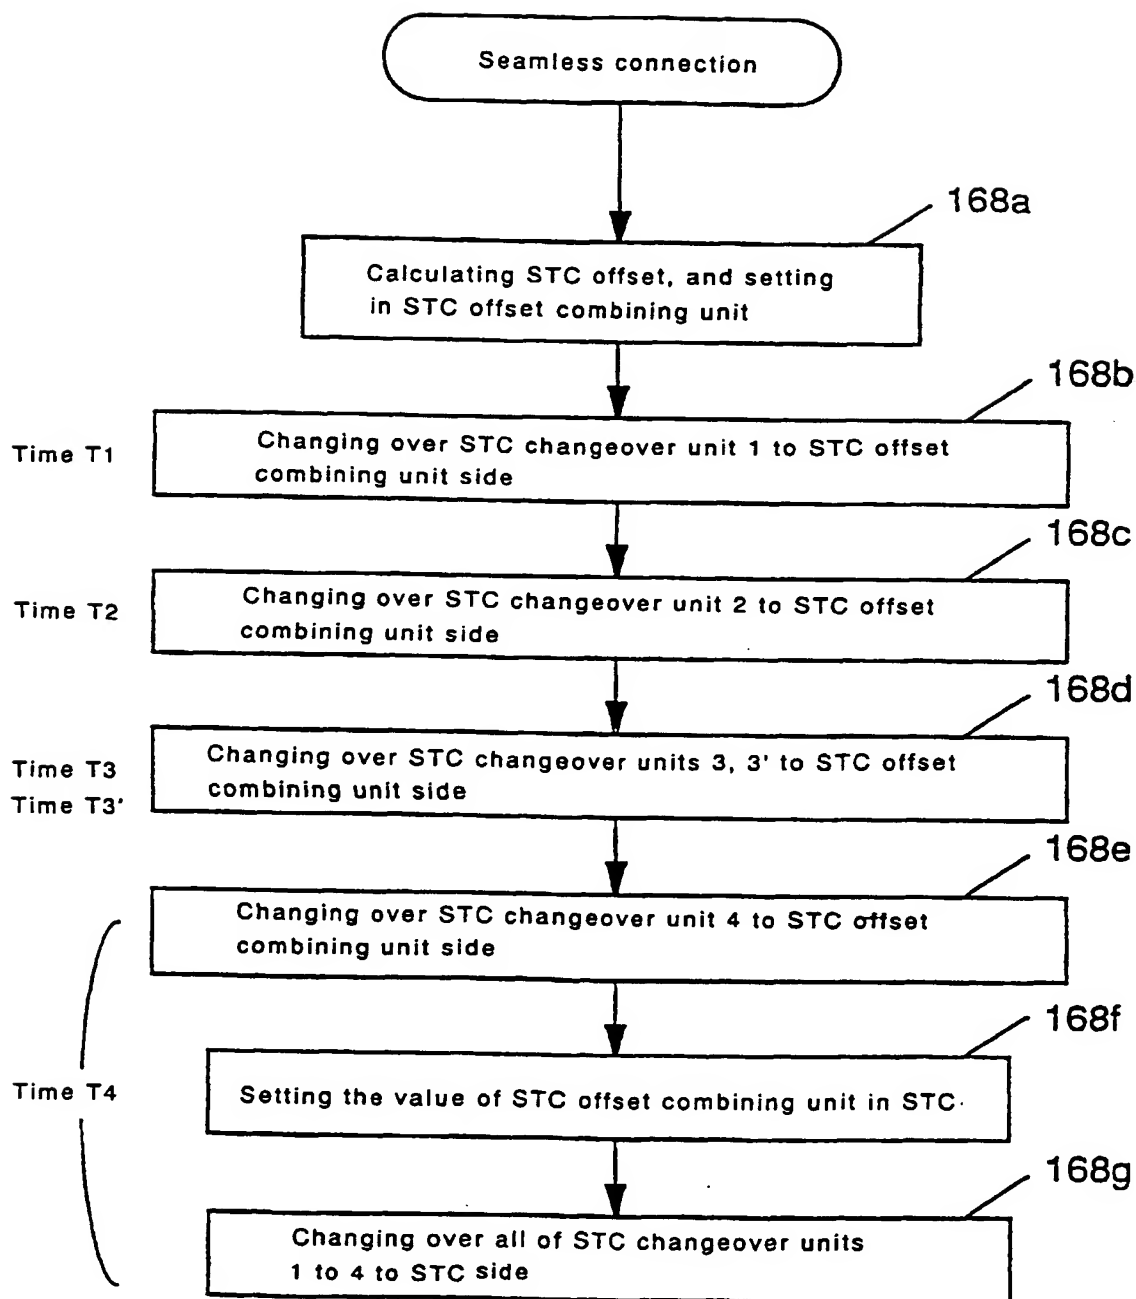 Seamless connection
168a
Calculating STC offset, and setting
in STC offset combining unit
168b
Time T1
Changing over STC changeover unit 1 to STC offset
combining unit side
168c
Time T2
Changing over STC changeover unit 2 to STC offset
combining unit side
168d
Time T3
Time T3'
Changing over STC changeover units 3, 3' to STC offset
combining unit side
168e
Changing over STC changeover unit 4 to STC offset
combining unit side
168f
Time T4
Setting the value of STC offset combining unit in STC
168g
Changing over all of STC changeover units
1 to 4 to STC side